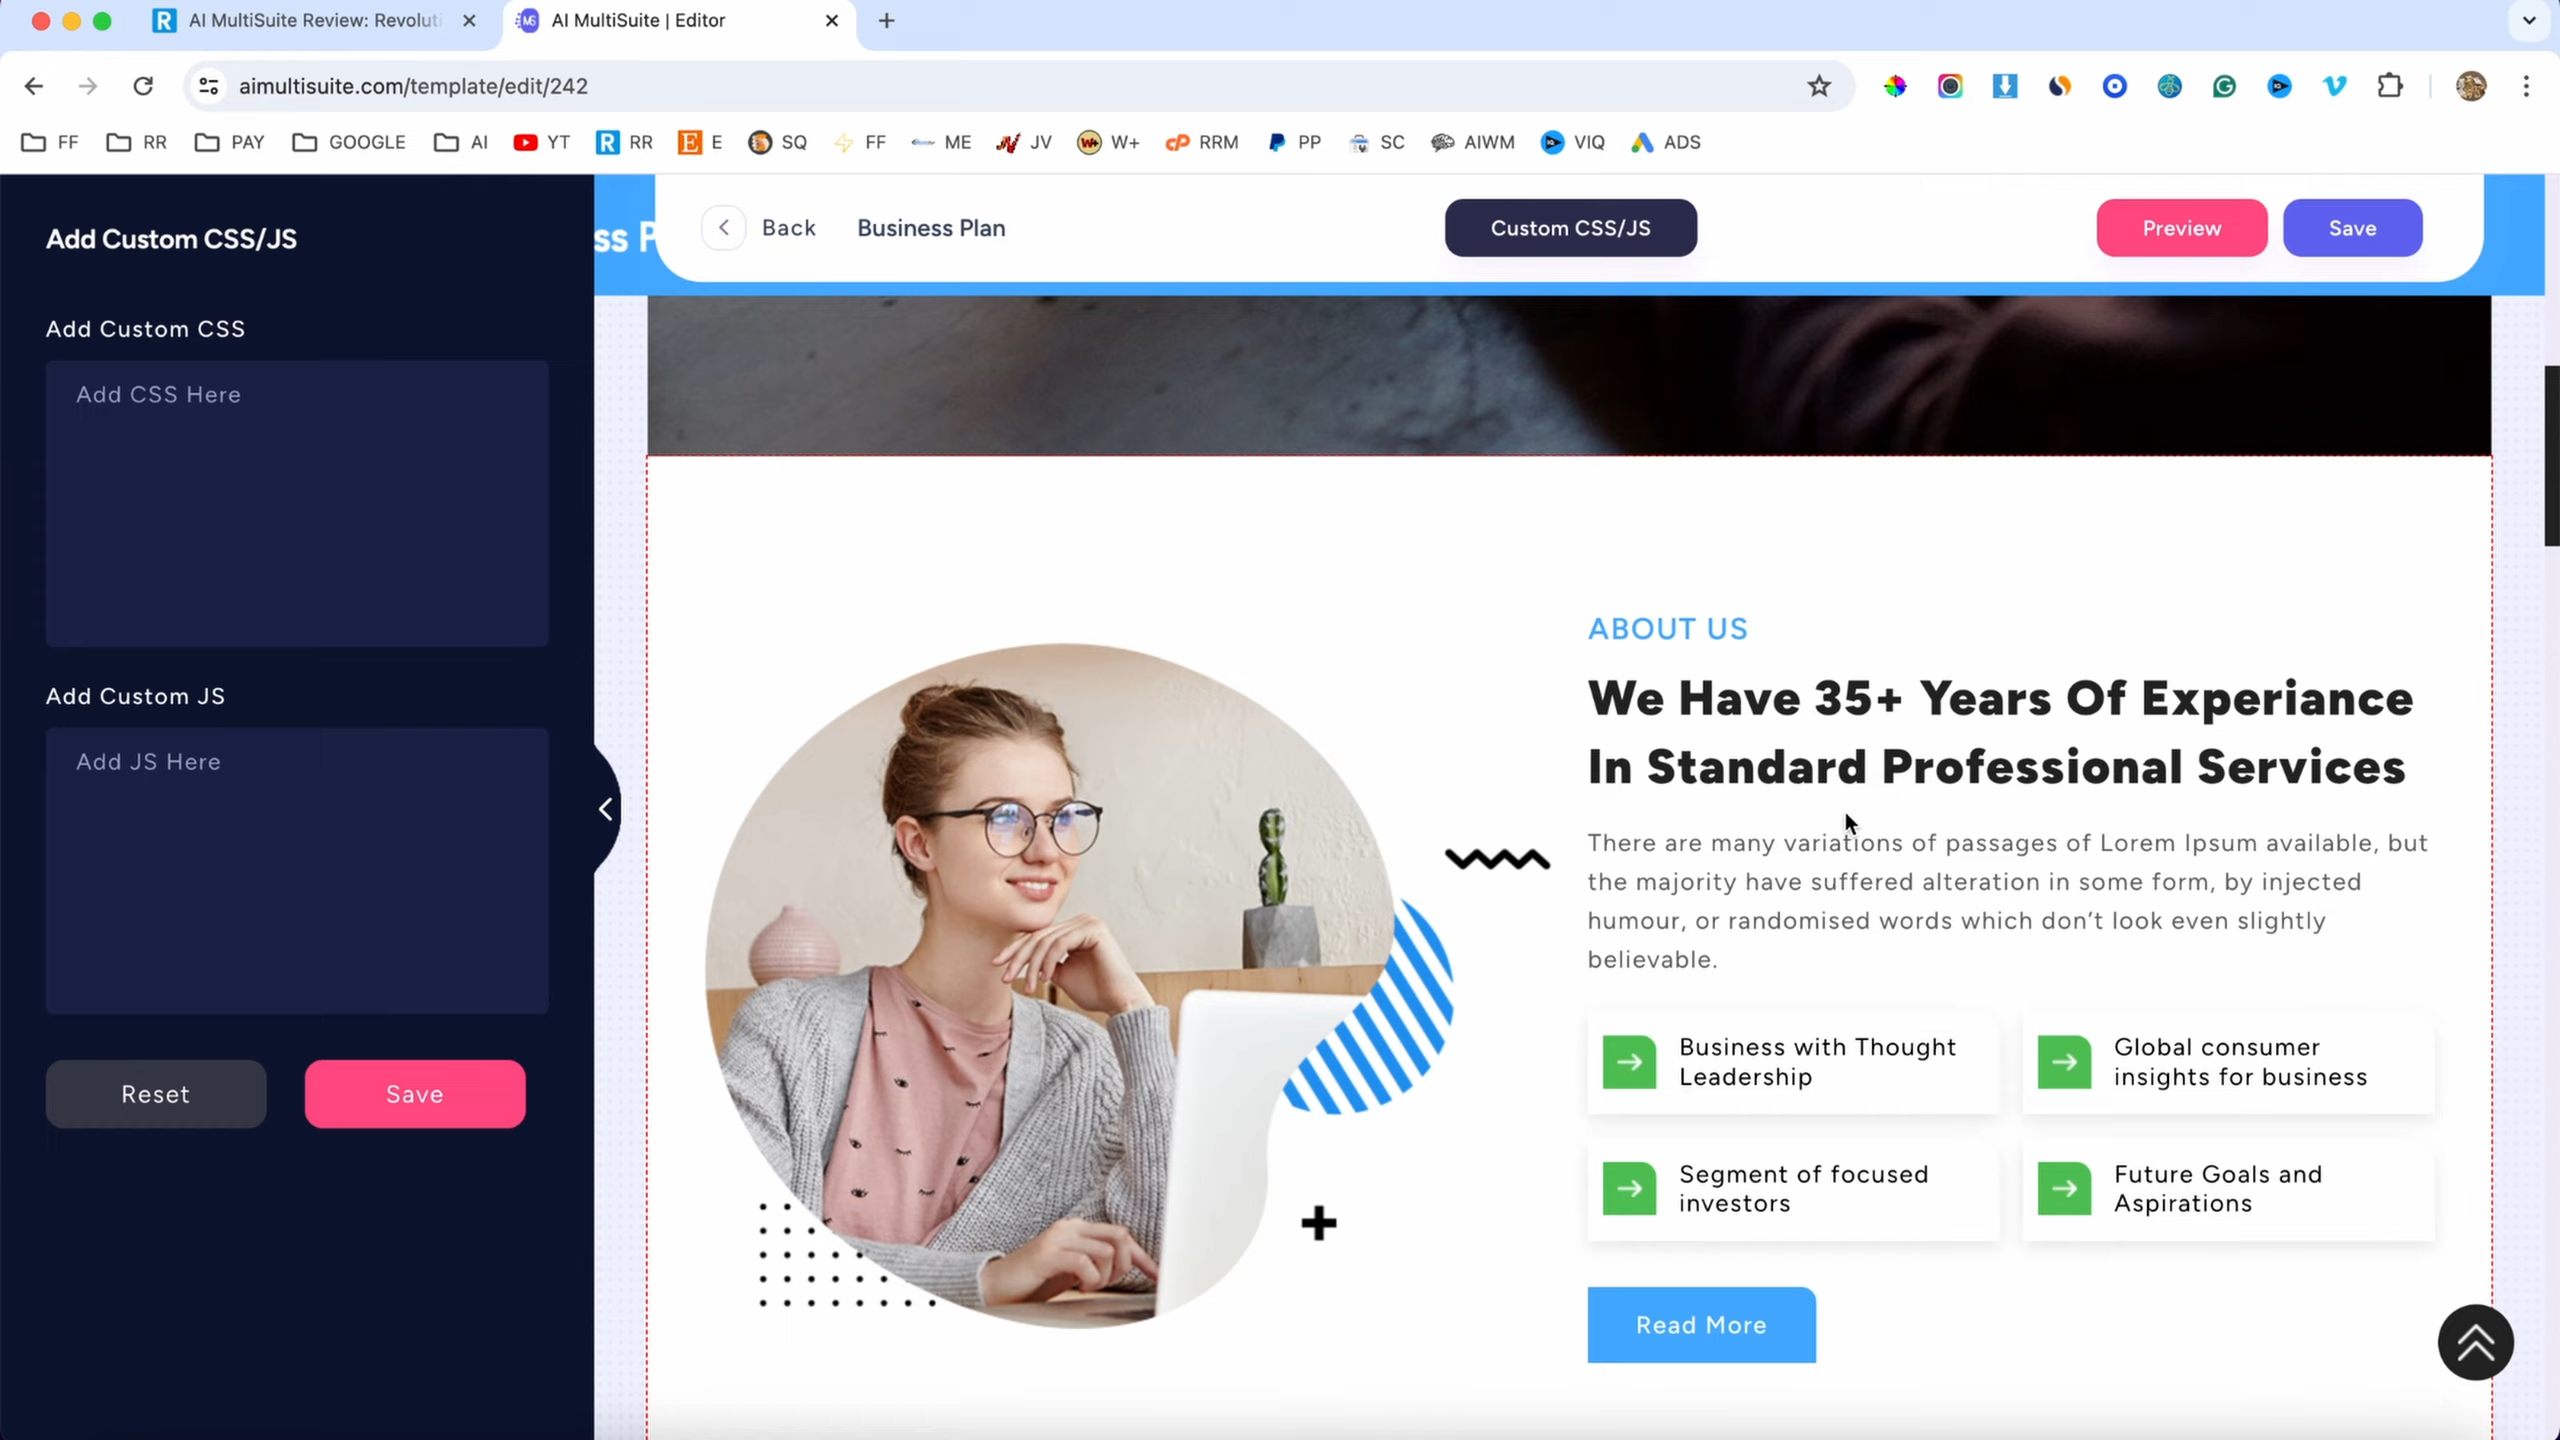 AI MultiSuite Review: Revoluti
AI MultiSuite | Editor
aimultisuite.com/template/edit/242
FF
RR
PAY
GOOGLE
AI
YT
RR
E
SQ
FF
ME
JV
W+
RRM
PP
SC
AIWM
VIQ
ADS
Add Custom CSS/JS
Add Custom CSS
Add CSS Here
Add Custom JS
Add JS Here
Reset
Save
ss P
Back
Business Plan
Custom CSS/JS
Preview
Save
ABOUT US
We Have 35+ Years Of Experiance
In Standard Professional Services
There are many variations of passages of Lorem Ipsum available, but
the majority have suffered alteration in some form, by injected
humour, or randomised words which don’t look even slightly
believable.
Business with Thought
Leadership
Global consumer
insights for business
Segment of focused
investors
Future Goals and
Aspirations
Read More